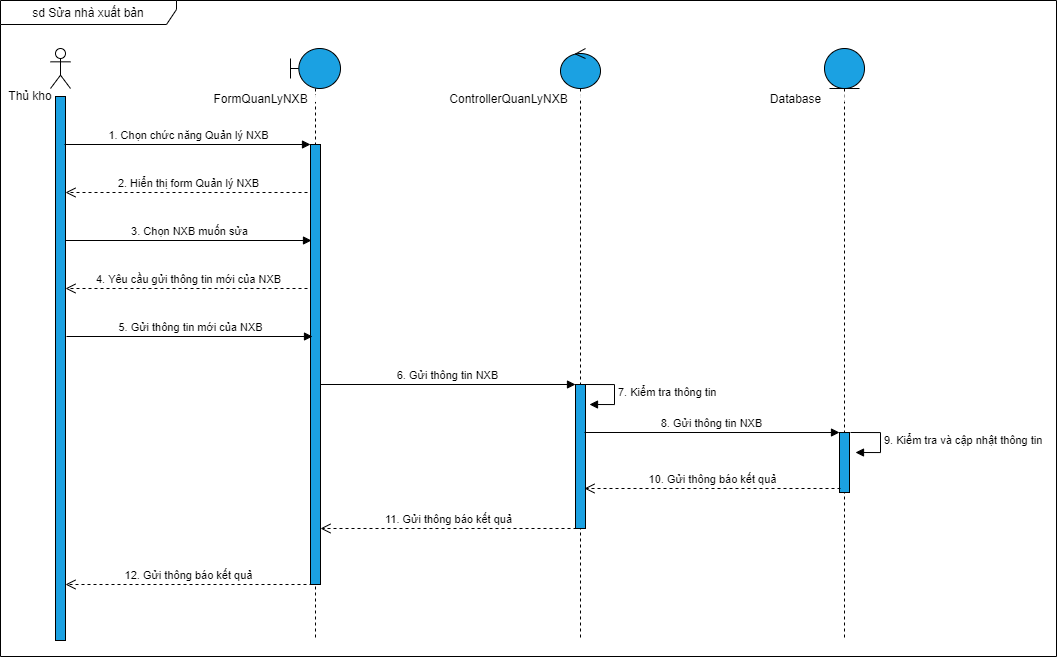 sd Sửa nhà xuất bản
Thủ kho
FormQuanLyNXB
ControllerQuanLyNXB
Database
1. Chọn chức năng Quản lý NXB
2. Hiển thị form Quản lý NXB
3. Chọn NXB muốn sửa
4. Yêu cầu gửi thông tin mới của NXB
5. Gửi thông tin mới của NXB
6. Gửi thông tin NXB
7. Kiểm tra thông tin
8. Gửi thông tin NXB
9. Kiểm tra và cập nhật thông tin
10. Gửi thông báo kết quả
11. Gửi thông báo kết quả
12. Gửi thông báo kết quả